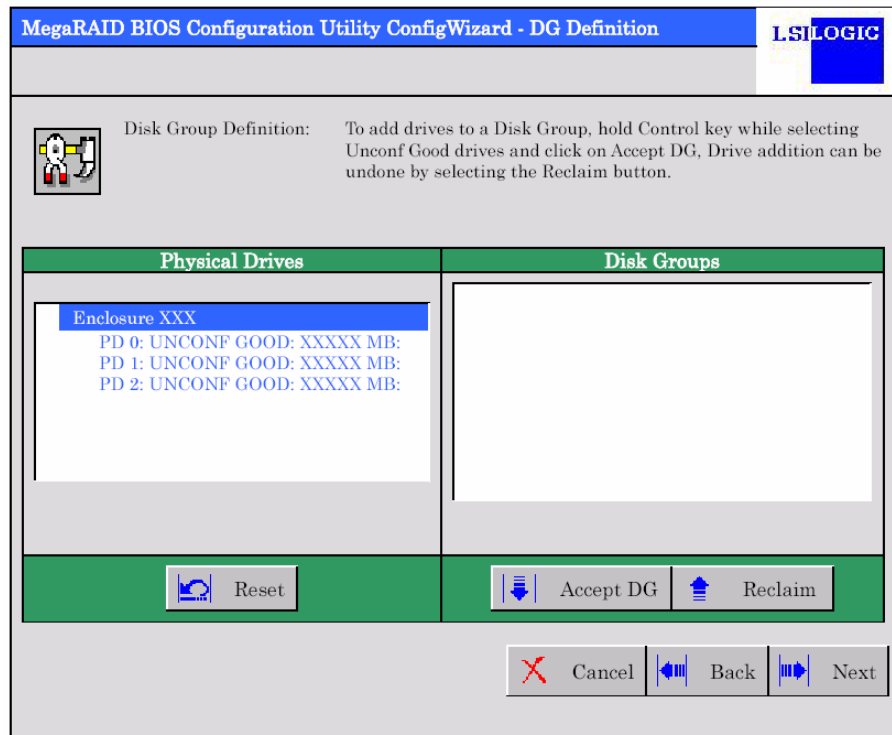 MegaRAID BIOS Configuration Utility ConfigWizard - DG Definition
LSI LOGIC
Disk Group Definition:
To add drives to a Disk Group, hold Control key while selecting
Unconf Good drives and click on Accept DG, Drive addition can be
undone by selecting the Reclaim button.
Physical Drives
Enclosure XXX
PD 0: UNCONF GOOD: XXXXX MB:
PD 1: UNCONF GOOD: XXXXX MB:
PD 2: UNCONF GOOD: XXXXX MB:
Reset
Disk Groups
Accept DG
Reclaim
Cancel
Back
Next